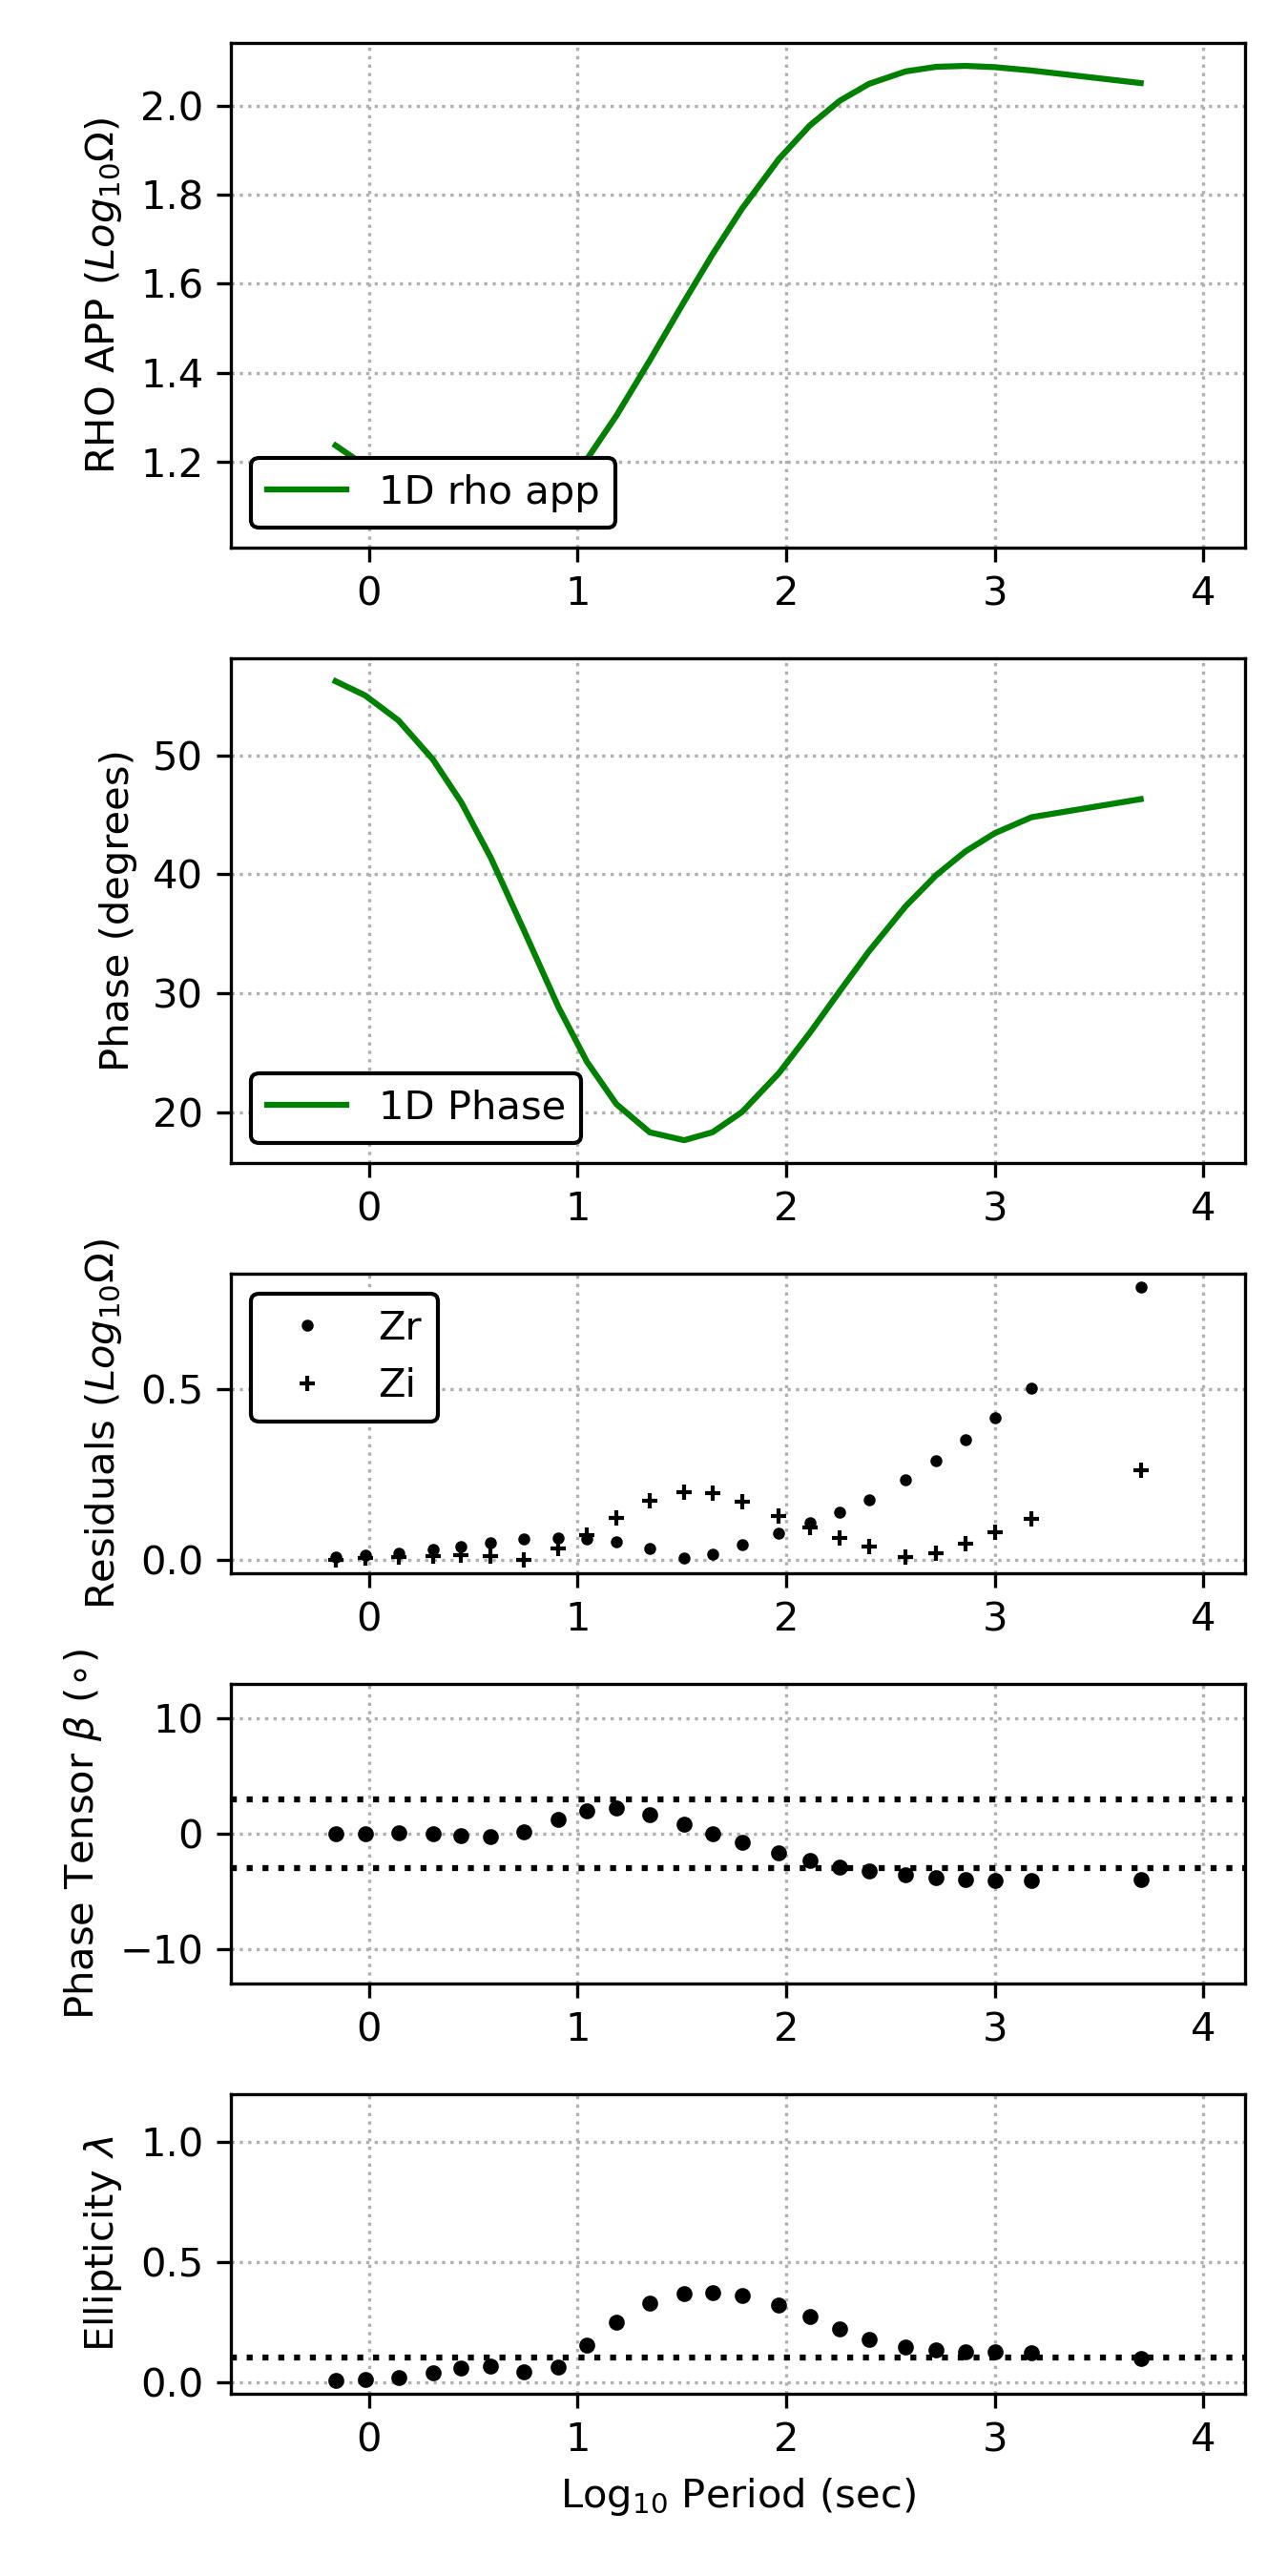 RHO APP (Log₁₀Ω)
2.0
1.8
1.6
1.4
1.2
1D rho app
0 1 2 3 4
Phase (degrees)
50
40
30
20
1D Phase
0 1 2 3 4
Residuals (Log₁₀Ω)
Zr
Zi
0.5
0.0
0 1 2 3 4
Phase Tensor β (∘)
10
0
−10
0 1 2 3 4
Ellipticity λ
1.0
0.5
0.0
0 1 2 3 4
Log₁₀ Period (sec)